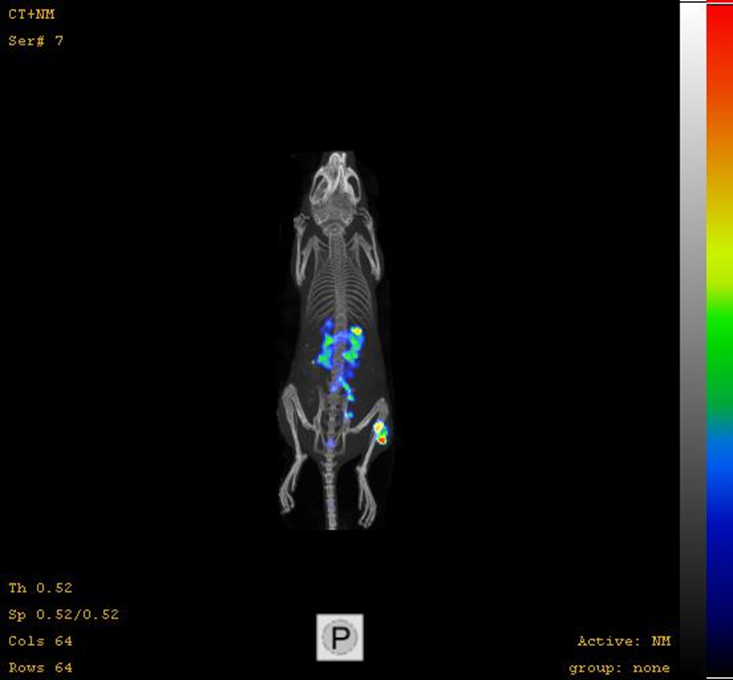 CT+NM
Ser# 7
Th 0.52
Sp 0.52/0.52
Cols 64
Rows 64
P
Active: NM
group: none